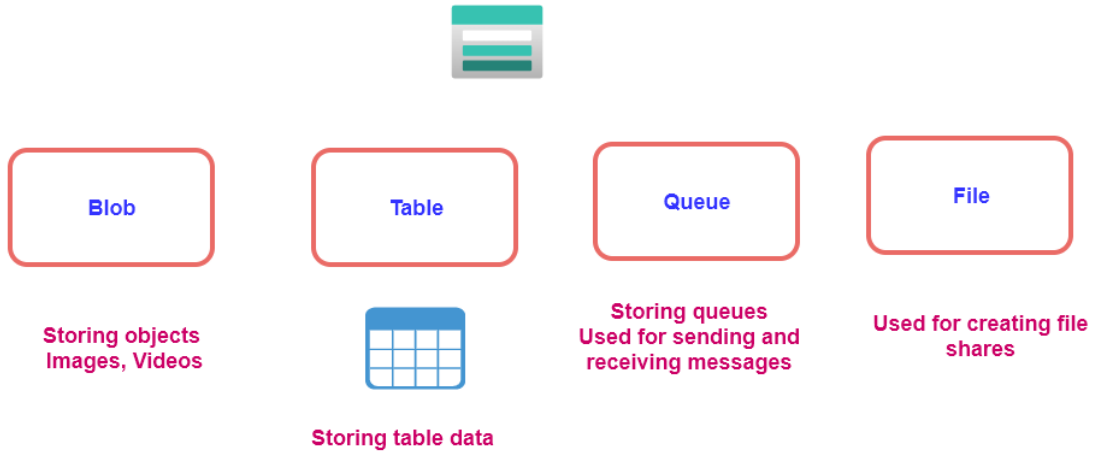 Blob
Table
Queue
File
Storing objects
Images, Videos
Storing table data
Storing queues
Used for sending and
receiving messages
Used for creating file
shares